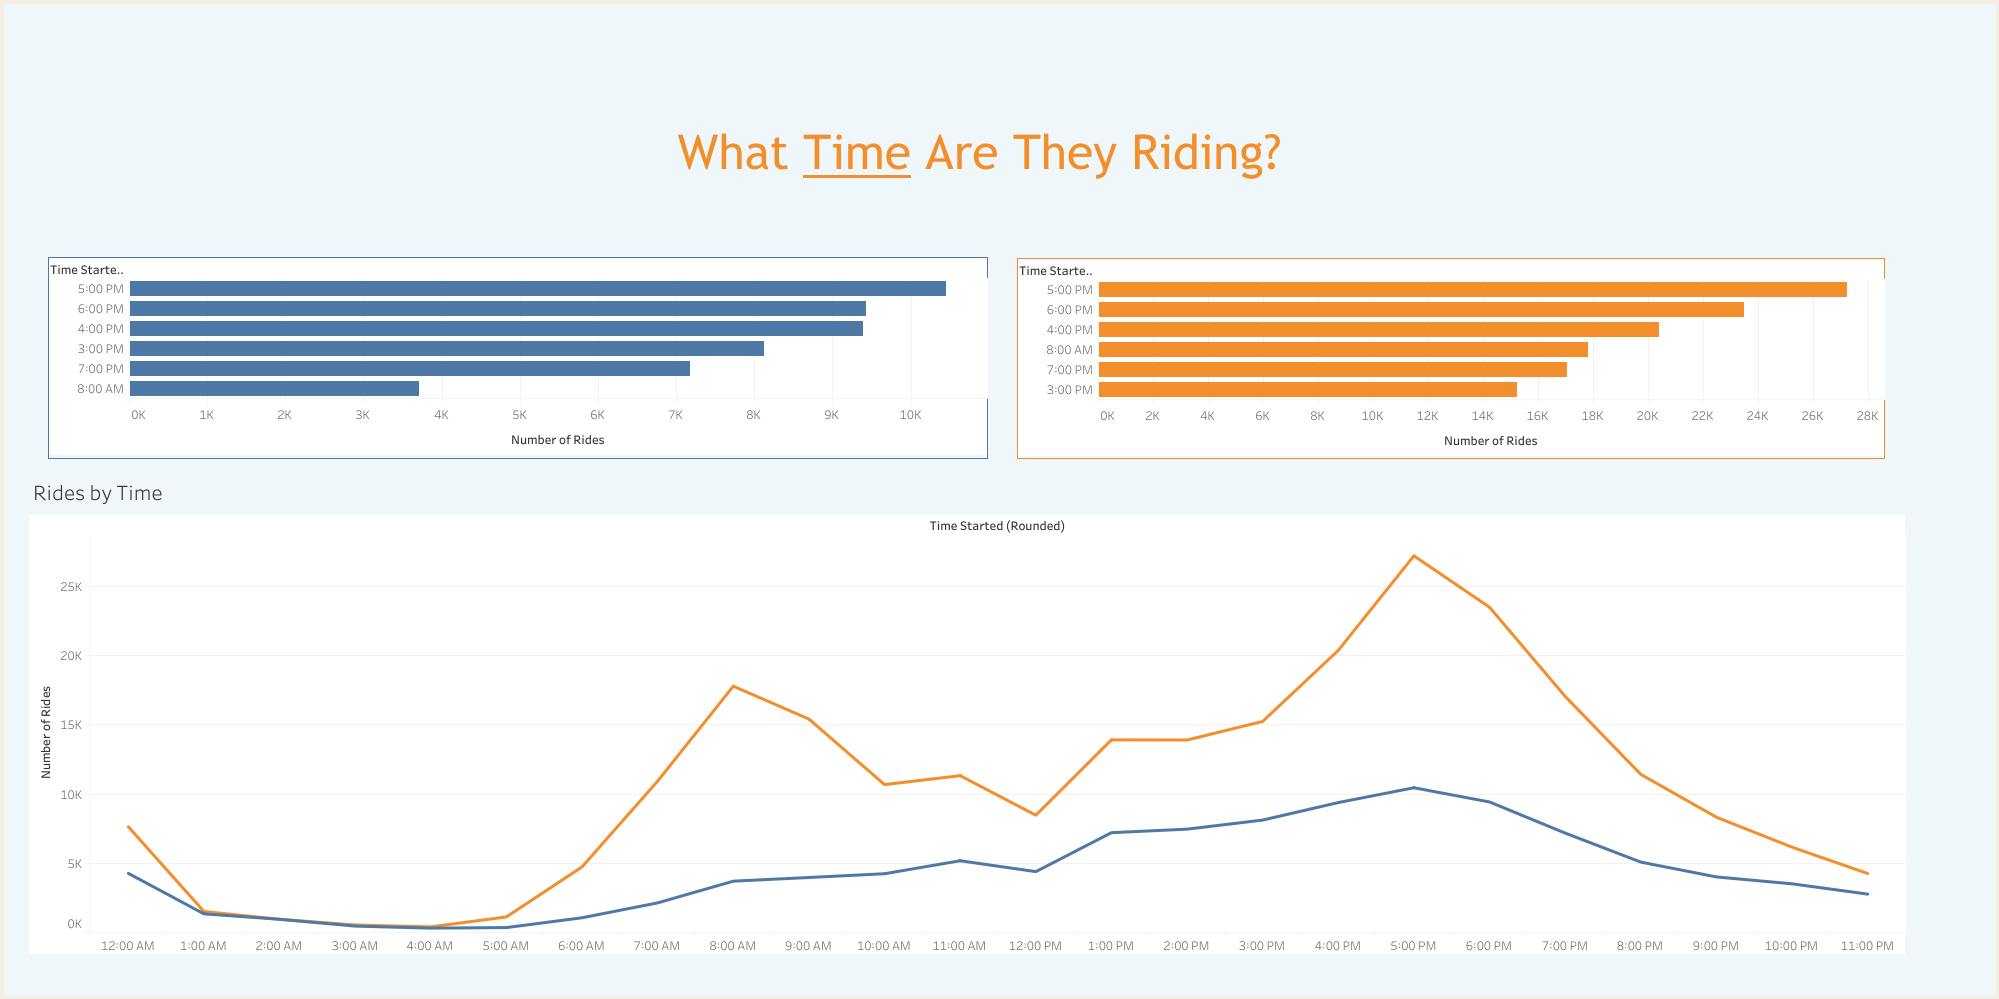 What Time Are They Riding?
Time Starte..
5:00 PM
6:00 PM
4:00 PM
3:00 PM
7:00 PM
8:00 AM
0K 1K 2K 3K 4K 5K 6K 7K 8K 9K 10K
Number of Rides
Time Starte..
5:00 PM
6:00 PM
4:00 PM
8:00 AM
7:00 PM
3:00 PM
0K 2K 4K 6K 8K 10K 12K 14K 16K 18K 20K 22K 24K 26K 28K
Number of Rides
Rides by Time
Time Started (Rounded)
25K
20K
15K
10K
5K
0K
Number of Rides
12:00 AM 1:00 AM 2:00 AM 3:00 AM 4:00 AM 5:00 AM 6:00 AM 7:00 AM 8:00 AM 9:00 AM 10:00 AM 11:00 AM 12:00 PM 1:00 PM 2:00 PM 3:00 PM 4:00 PM 5:00 PM 6:00 PM 7:00 PM 8:00 PM 9:00 PM 10:00 PM 11:00 PM